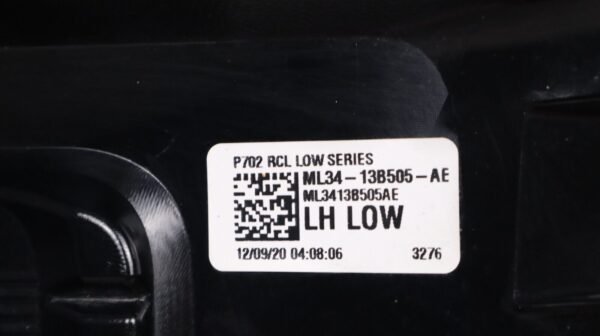 P702 RCL LOW SERIES
ML34-13B505-AE
ML3413B505AE
LH LOW
12/09/20 04:08:06 3276